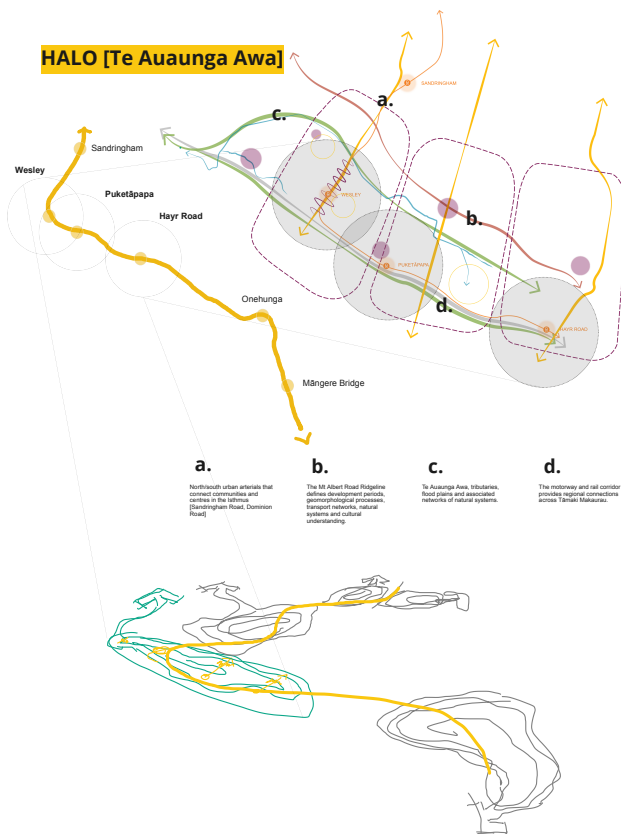 HALO [Te Auaunga Awa]
a.
SANDRINGHAM
c.
Sandringham
Wesley
Puketāpapa
WESLEY
Hayr Road
b.
PUKETĀPAPA
Onehunga
d.
HAYR ROAD
Māngere Bridge
a.
North/south urban arterials that
connect communities and
centres in the Isthmus
[Sandringham Road, Dominion
Road]
b.
The Mt Albert Road Ridgeline
defines development periods,
geomorphological processes,
transport networks, natural
systems and cultural
understanding.
c.
Te Auaunga Awa, tributaries,
flood plains and associated
networks of natural systems.
d.
The motorway and rail corridor
provides regional connections
across Tāmaki Makaurau.